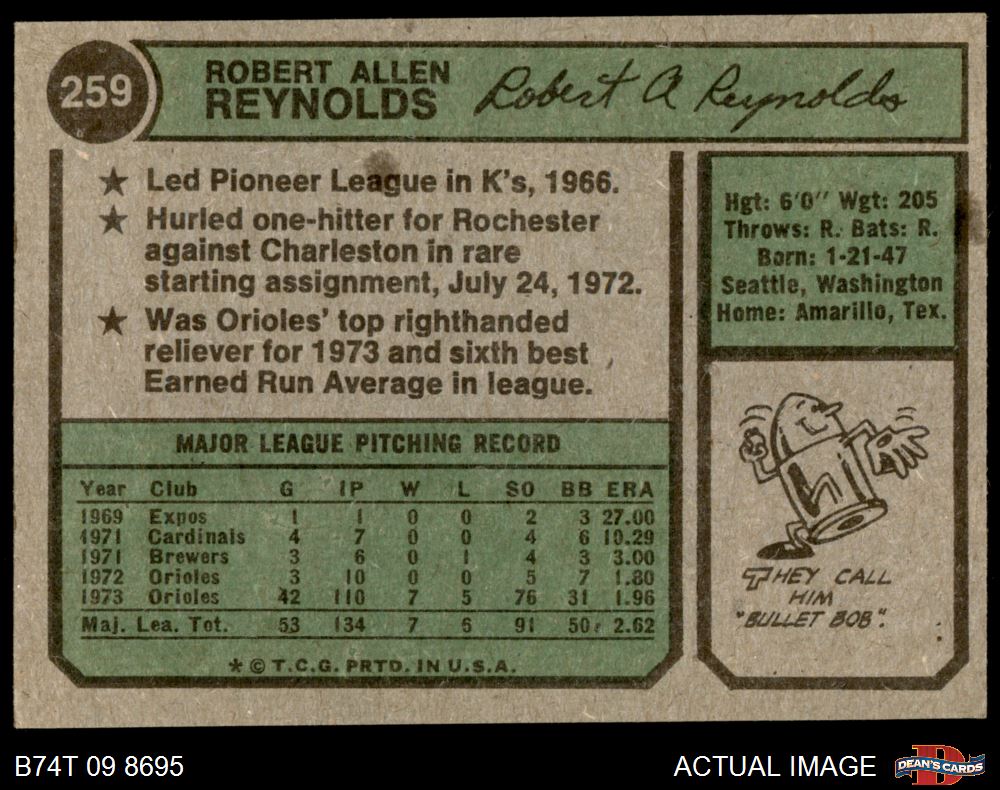 259
ROBERT ALLEN
REYNOLDS
Robert A Reynolds
★ Led Pioneer League in K's, 1966.
★ Hurled one-hitter for Rochester
against Charleston in rare
starting assignment, July 24, 1972.
★ Was Orioles' top righthanded
reliever for 1973 and sixth best
Earned Run Average in league.
Hgt: 6'0" Wgt: 205
Throws: R. Bats: R.
Born: 1-21-47
Seattle, Washington
Home: Amarillo, Tex.
MAJOR LEAGUE PITCHING RECORD
Year Club G IP W L SO BB ERA
1969 Expos 1 1 0 0 2 3 27.00
1971 Cardinals 4 7 0 0 4 6 10.29
1971 Brewers 3 6 0 1 4 3 3.00
1972 Orioles 3 10 0 0 5 7 1.80
1973 Orioles 42 110 7 5 76 31 1.96
Maj. Lea. Tot. 53 134 7 6 91 50 2.62
* © T.C.G. PRTD. IN U.S.A.
THEY CALL
HIM
"BULLET BOB".
B74T 09 8695
ACTUAL IMAGE
DEAN'S CARDS